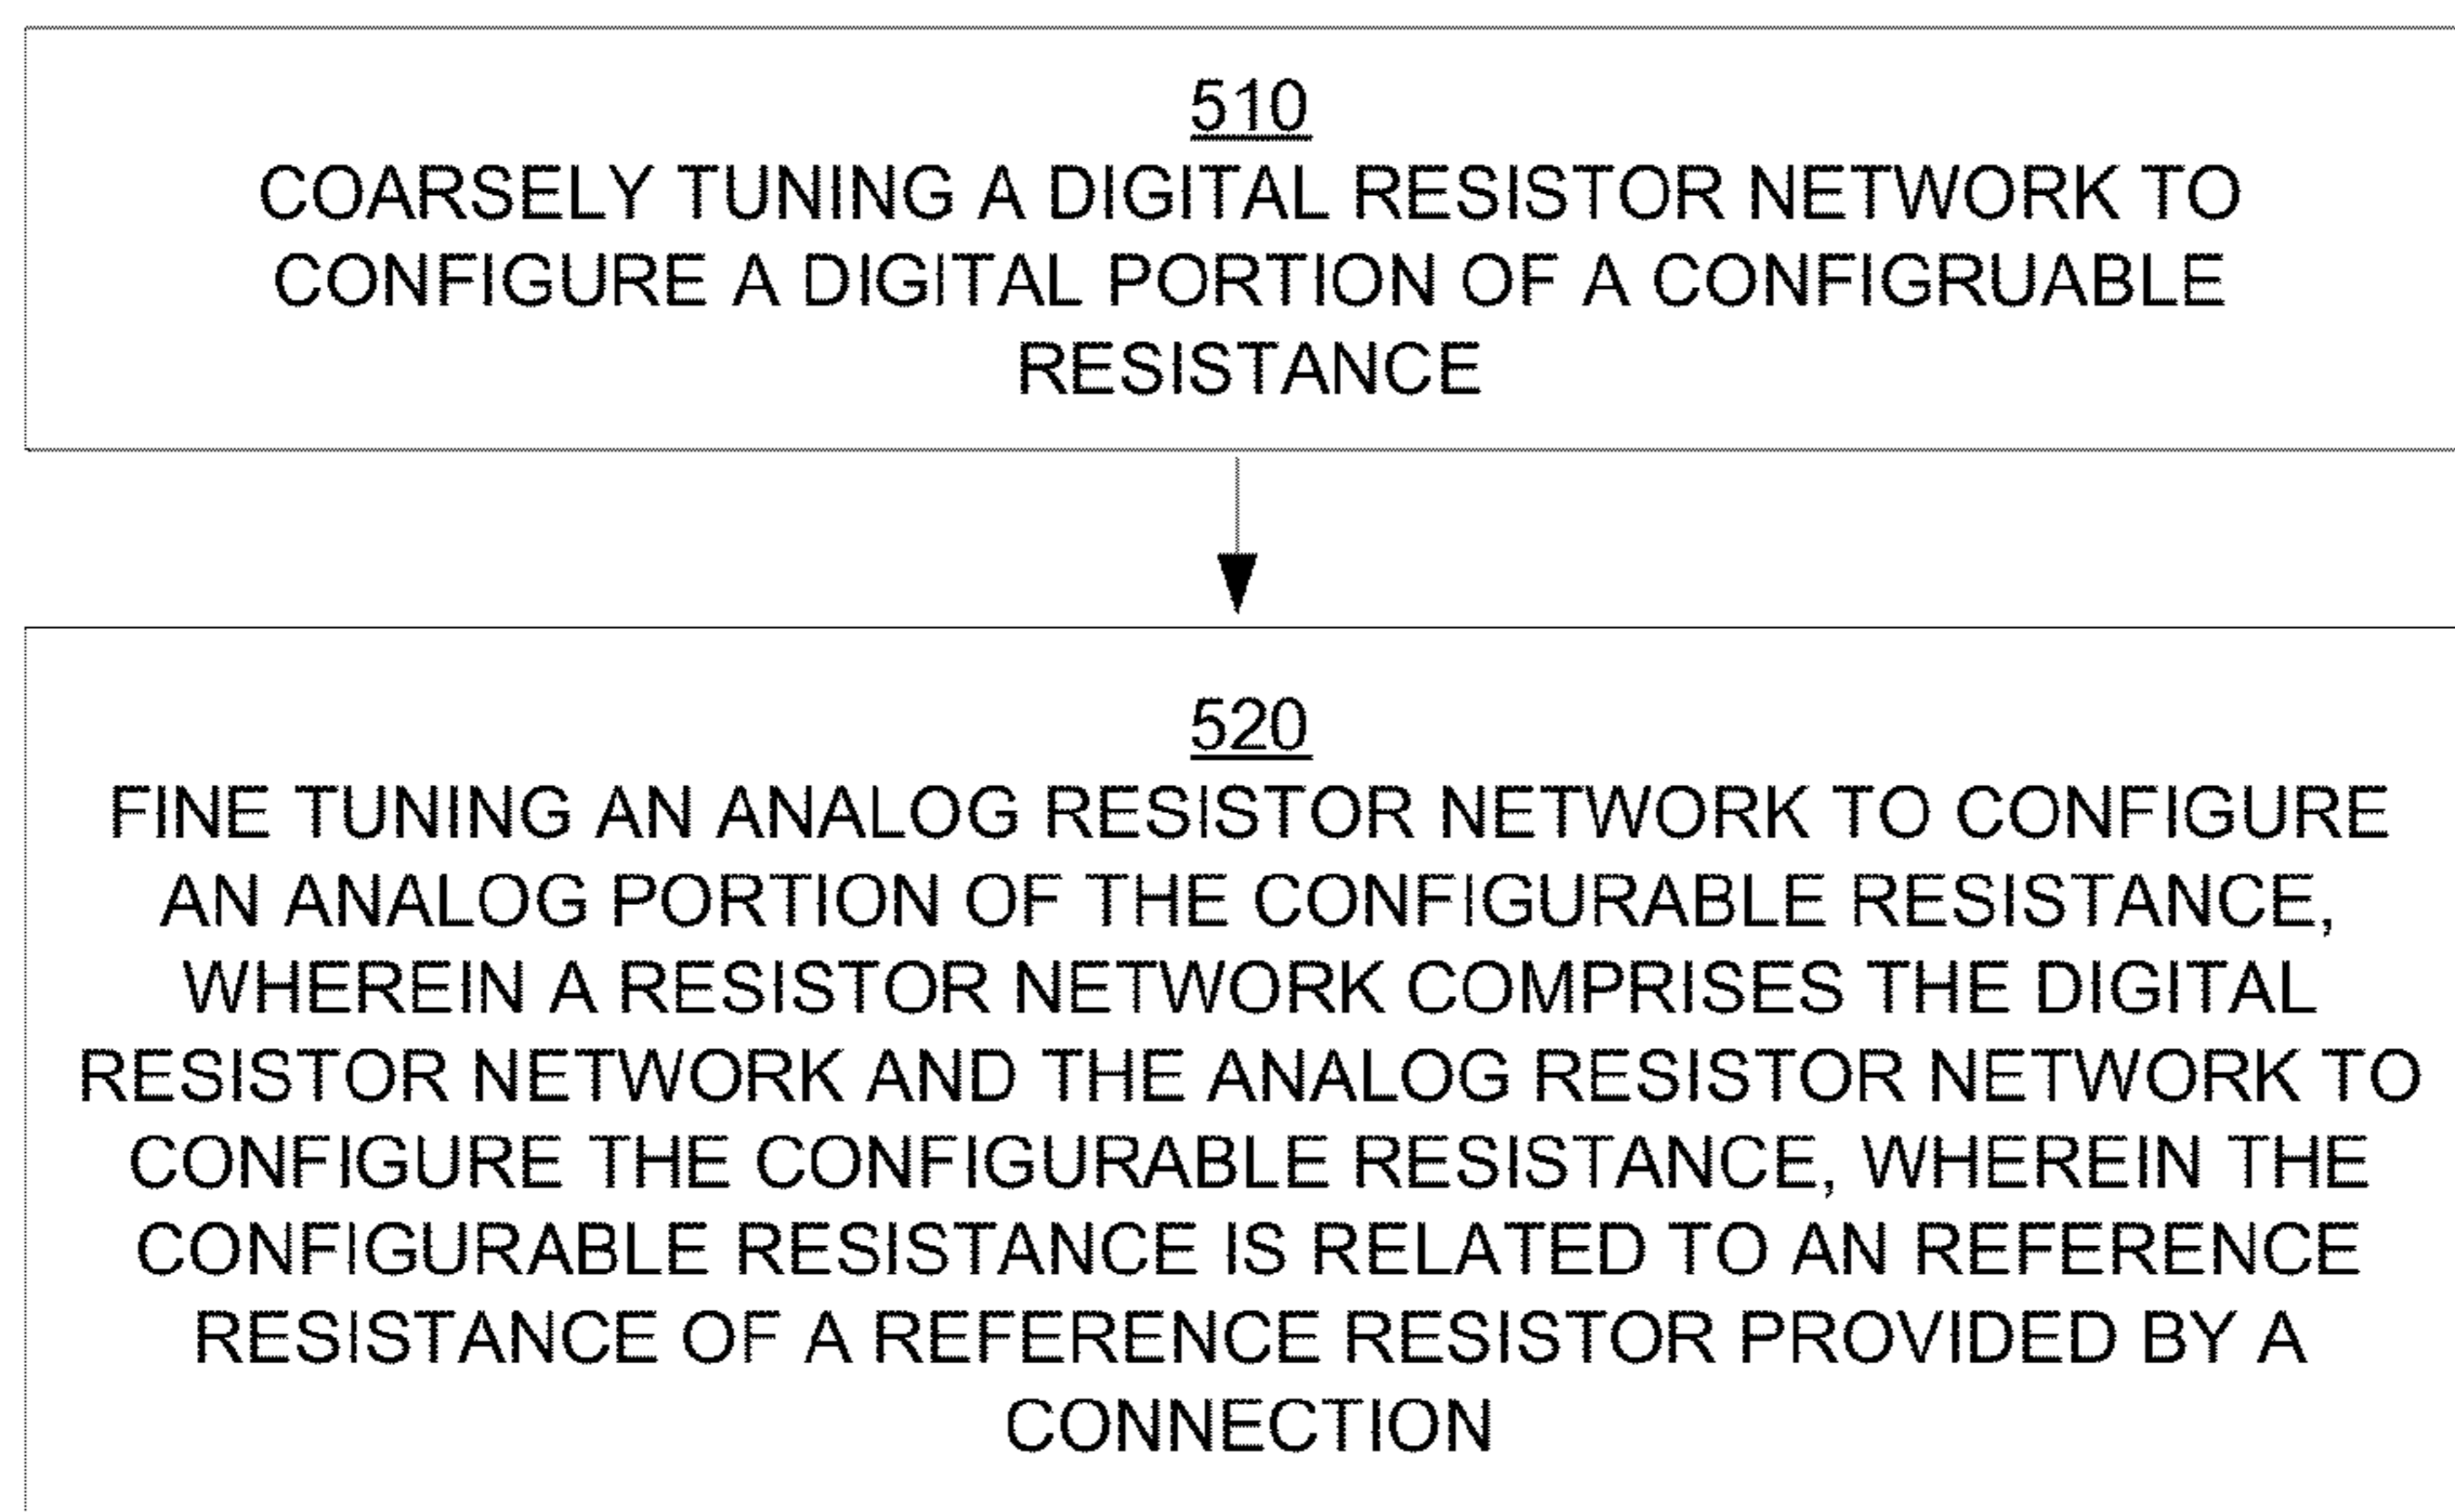 510
COARSELY TUNING A DIGITAL RESISTOR NETWORK TO
CONFIGURE A DIGITAL PORTION OF A CONFIGRUABLE
RESISTANCE
520
FINE TUNING AN ANALOG RESISTOR NETWORK TO CONFIGURE
AN ANALOG PORTION OF THE CONFIGURABLE RESISTANCE,
WHEREIN A RESISTOR NETWORK COMPRISES THE DIGITAL
RESISTOR NETWORK AND THE ANALOG RESISTOR NETWORK TO
CONFIGURE THE CONFIGURABLE RESISTANCE, WHEREIN THE
CONFIGURABLE RESISTANCE IS RELATED TO AN REFERENCE
RESISTANCE OF A REFERENCE RESISTOR PROVIDED BY A
CONNECTION